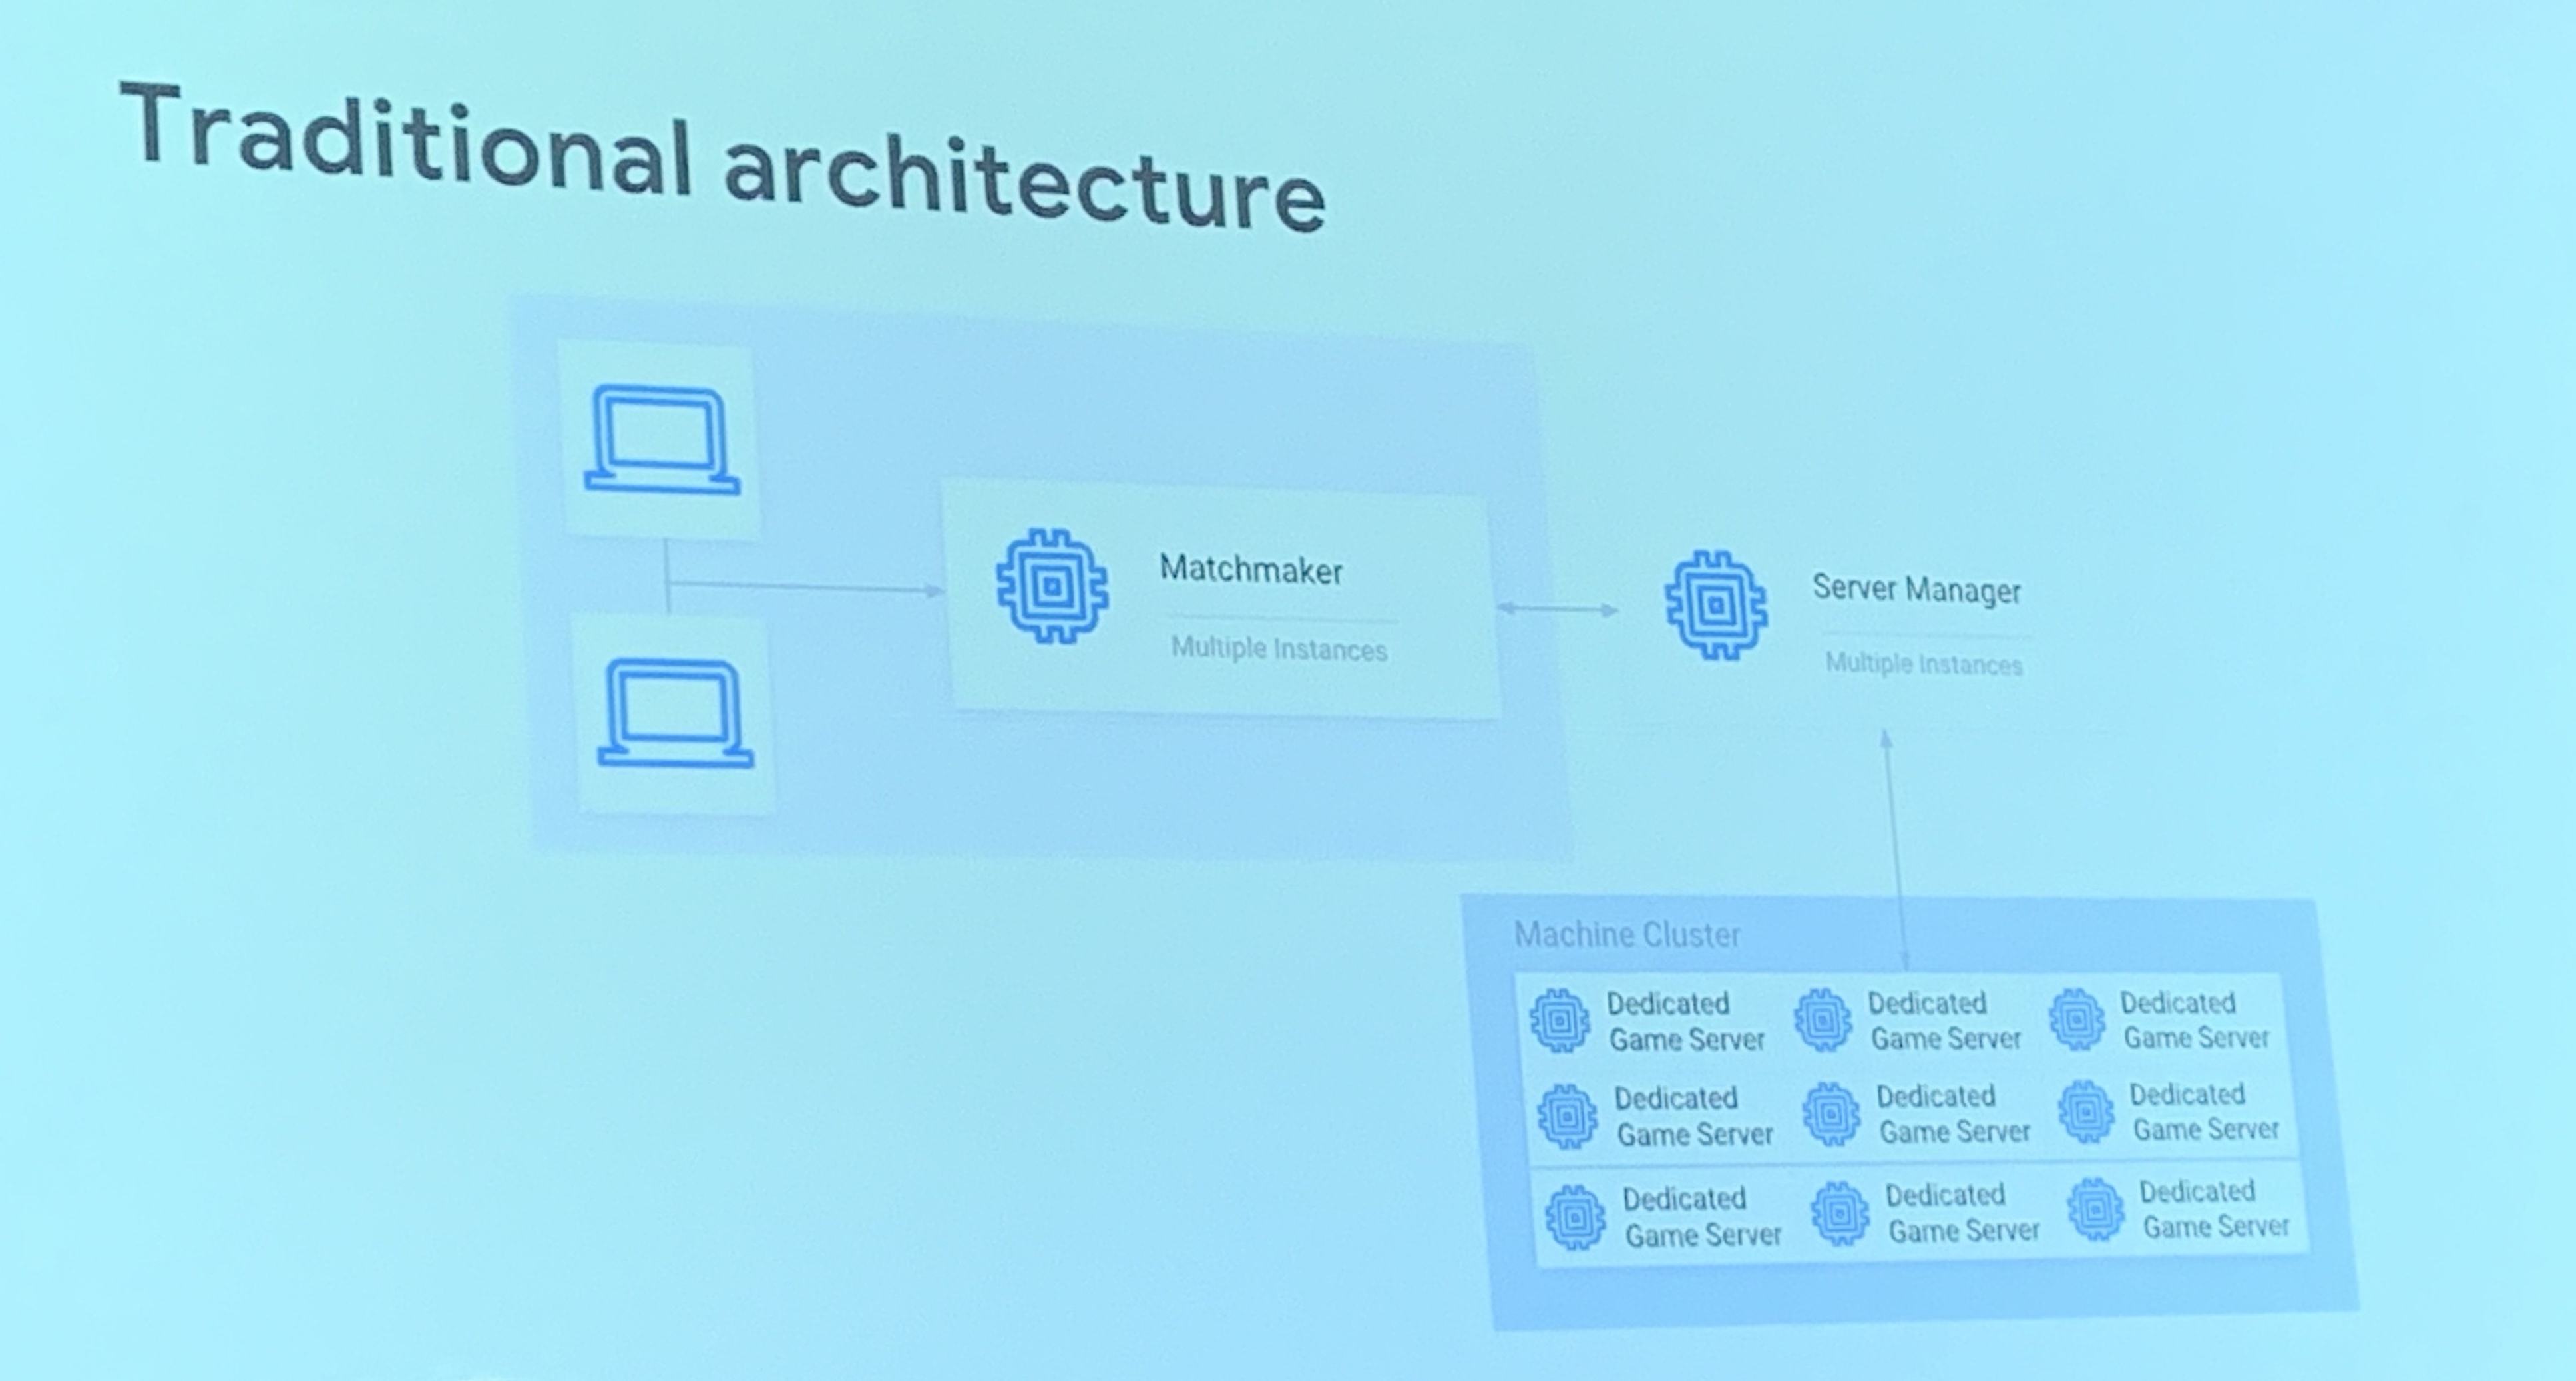 Traditional architecture
Matchmaker
Multiple Instances
Server Manager
Multiple Instances
Machine Cluster
Dedicated
Game Server
Dedicated
Game Server
Dedicated
Game Server
Dedicated
Game Server
Dedicated
Game Server
Dedicated
Game Server
Dedicated
Game Server
Dedicated
Game Server
Dedicated
Game Server